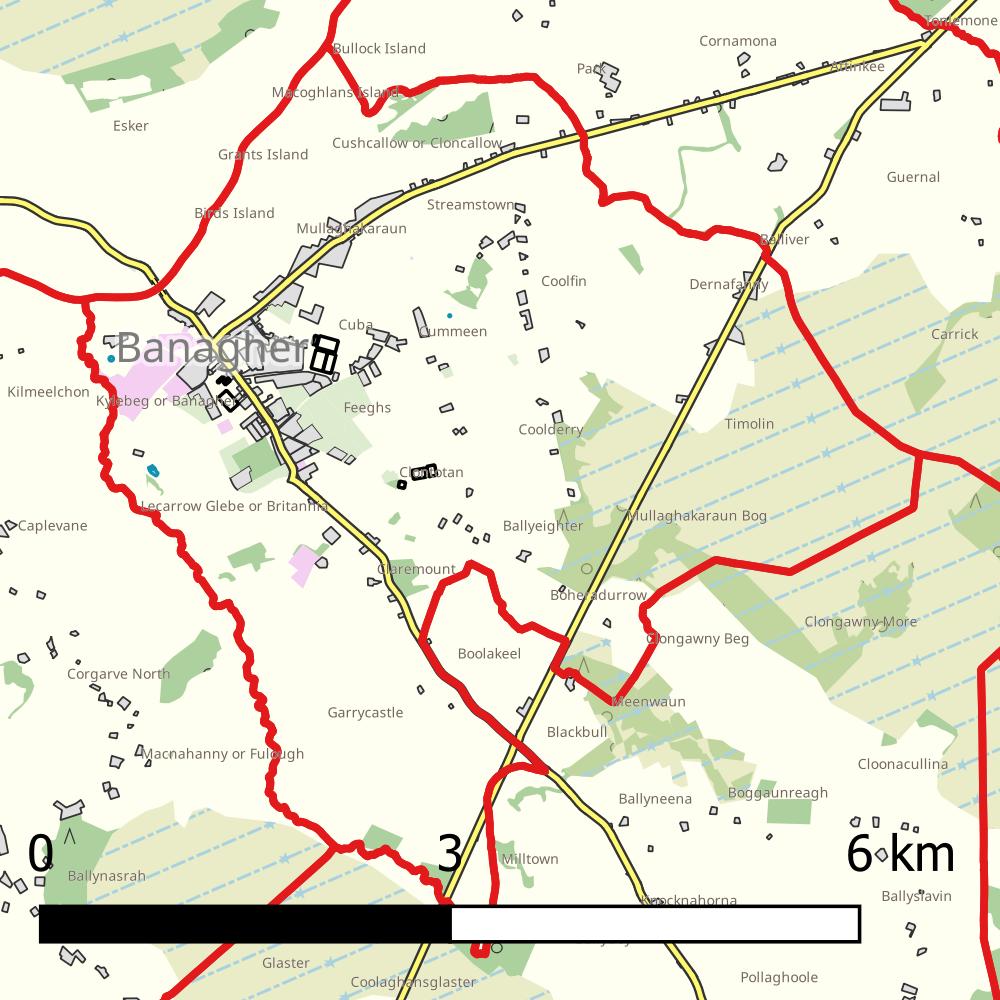 Tonlemone
Bullock Island
Cornamona
Park
Attinkee
Macoghlans Island
Esker
Cushcallow or Cloncallow
Grants Island
Guernal
Streamstown
Birds Island
Mullaghakaraun
Balliver
Coolfin
Dernafanny
Cuba
Cummeen
Carrick
Banagher
Kilmeelchon
Kylebeg or Banagher
Feeghs
Timolin
Coolderry
Clontotan
Lecarrow Glebe or Britannia
Mullaghakaraun Bog
Caplevane
Ballyeighter
Claremount
Boheradurrow
Clongawny More
Clongawny Beg
Boolakeel
Corgarve North
Meenwaun
Garrycastle
Blackbull
Macnahanny or Fulough
Cloonacullina
Boggaunreagh
Ballyneena
0
3
6 km
Milltown
Ballynasrah
Ballyslavin
Knocknahorna
Glaster
Coolaghansglaster
Pollaghoole